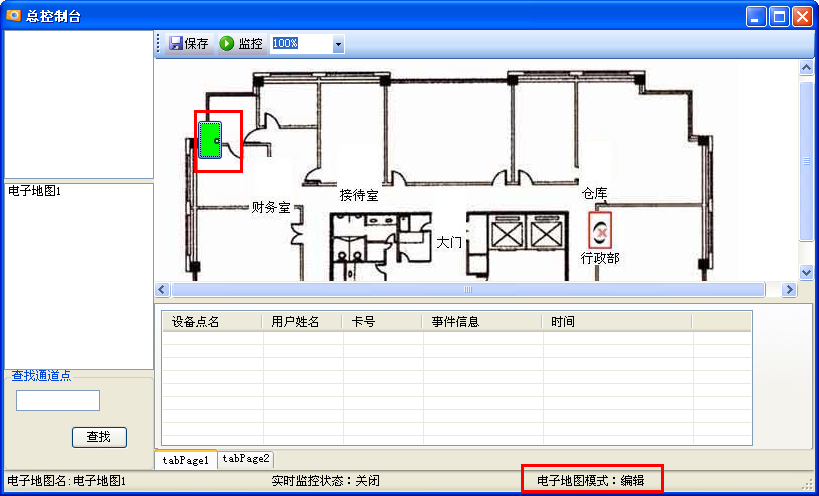 总控制台
保存 监控 100%
电子地图1
财务室
接待室
大门
仓库
行政部
设备点名 用户姓名 卡号 事件信息 时间
查找通道点
查找
tabPage1 tabPage2
电子地图名:电子地图1 实时监控状态：关闭 电子地图模式：编辑